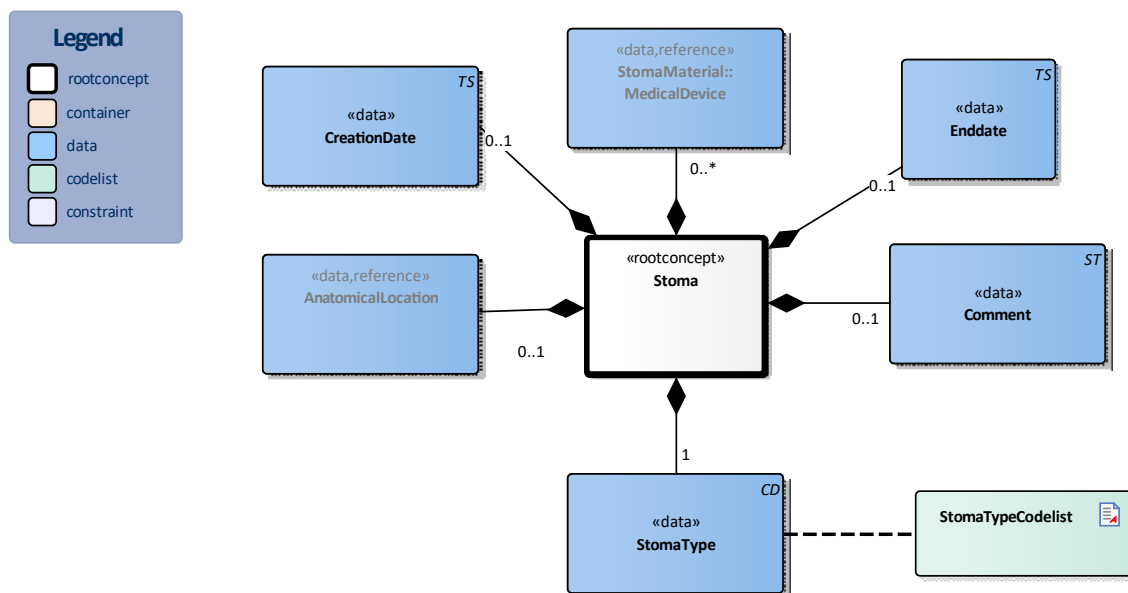 Legend
rootconcept
container
data
codelist
constraint
TS
«data»
CreationDate
0..1
«data,reference»
StomaMaterial::
MedicalDevice
0..*
TS
«data»
Enddate
0..1
«data,reference»
AnatomicalLocation
0..1
«rootconcept»
Stoma
ST
«data»
Comment
0..1
1
CD
«data»
StomaType
StomaTypeCodelist